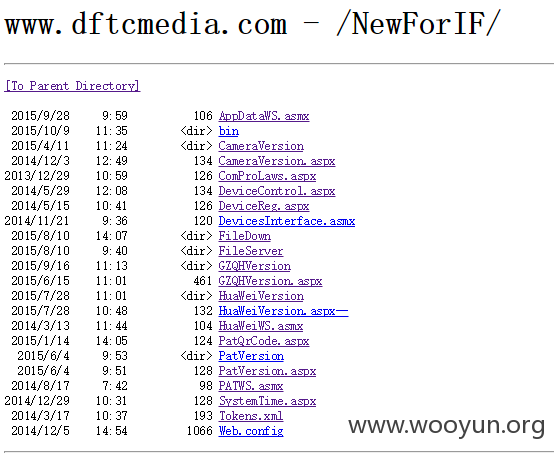 www.dftcmedia.com - /NewForIF/
[To Parent Directory]
2015/9/28 9:59 106 AppDataWS.asmx
2015/10/9 11:35 <dir> bin
2015/4/11 11:24 <dir> CameraVersion
2014/12/3 12:49 134 CameraVersion.aspx
2013/12/29 10:59 126 ComProLaws.aspx
2014/5/29 12:08 134 DeviceControl.aspx
2014/5/15 10:41 126 DeviceReg.aspx
2014/11/21 9:36 120 DevicesInterface.asmx
2015/8/10 14:07 <dir> FileDown
2015/8/10 9:40 <dir> FileServer
2015/9/16 11:13 <dir> GZQHVersion
2015/6/15 11:01 461 GZQHVersion.aspx
2015/7/28 11:01 <dir> HuaWeiVersion
2015/7/28 10:48 132 HuaWeiVersion.aspx--
2014/3/13 11:44 104 HuaWeiWS.asmx
2015/1/14 14:05 124 PatQrCode.aspx
2015/6/4 9:53 <dir> PatVersion
2015/6/4 9:51 128 PatVersion.aspx
2014/8/17 7:42 98 PATWS.asmx
2014/12/29 10:31 128 SystemTime.aspx
2014/3/17 10:37 193 Tokens.xml
2014/12/5 14:54 1066 Web.config
www.wooyun.org